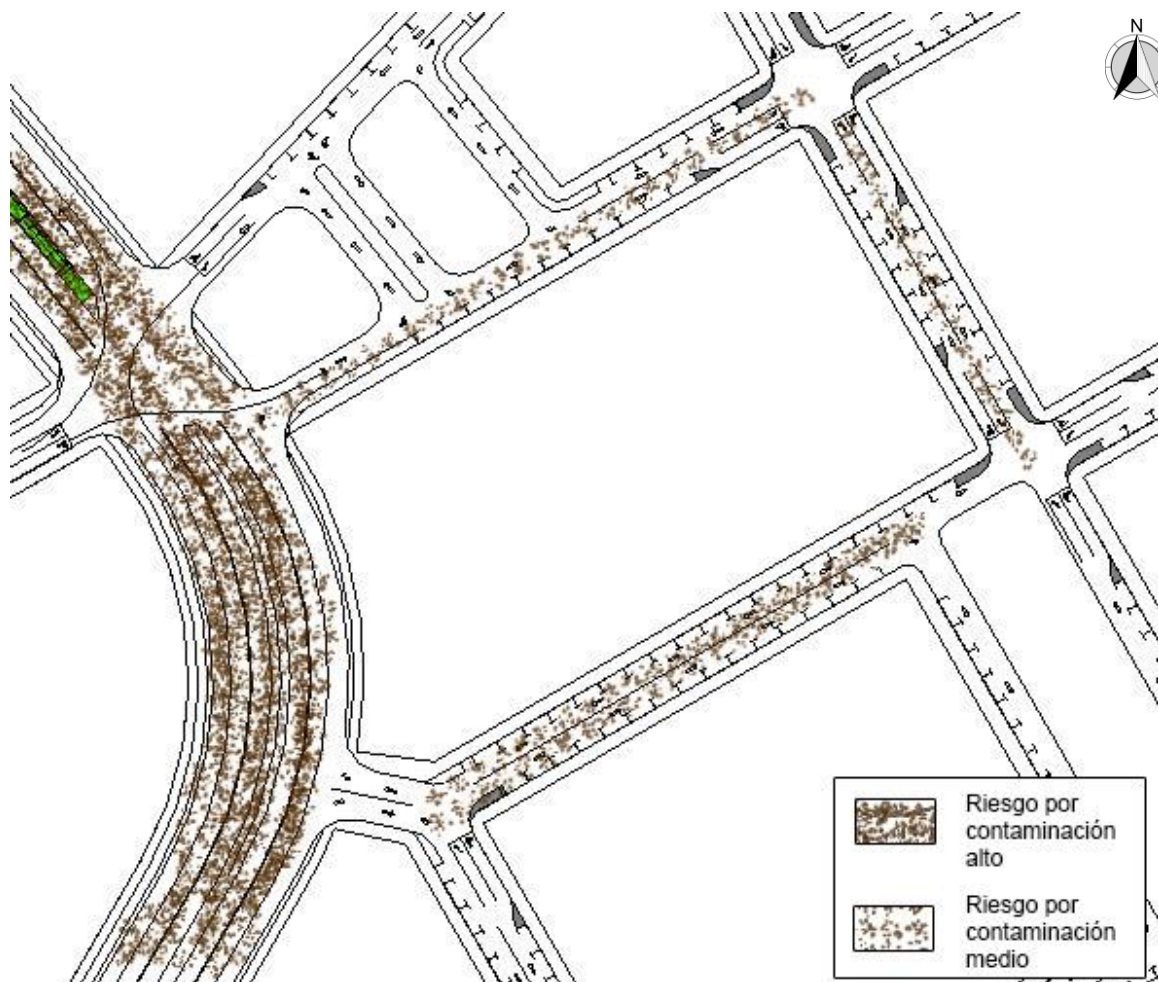 N
Riesgo por
contaminación
alto
Riesgo por
contaminación
medio